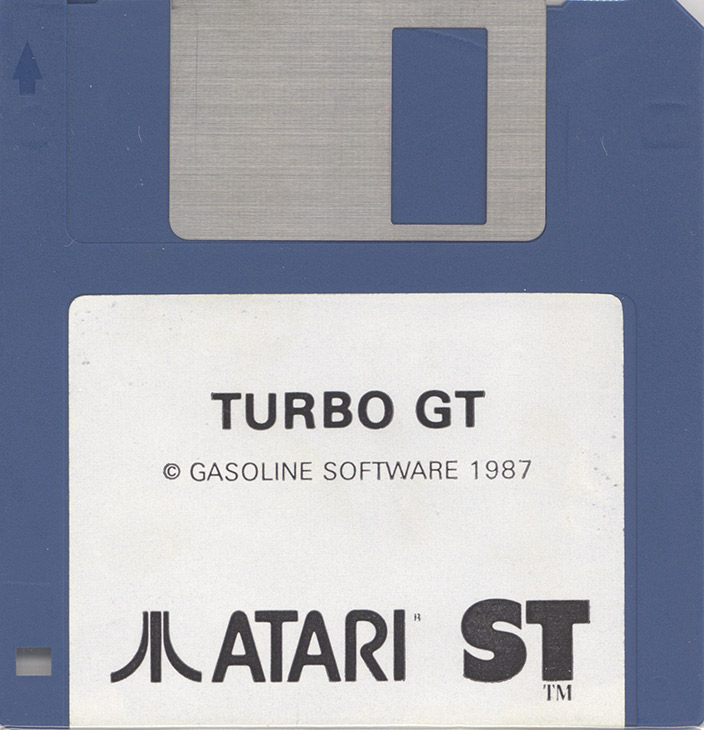 TURBO GT
© GASOLINE SOFTWARE 1987
ATARI® ST
TM